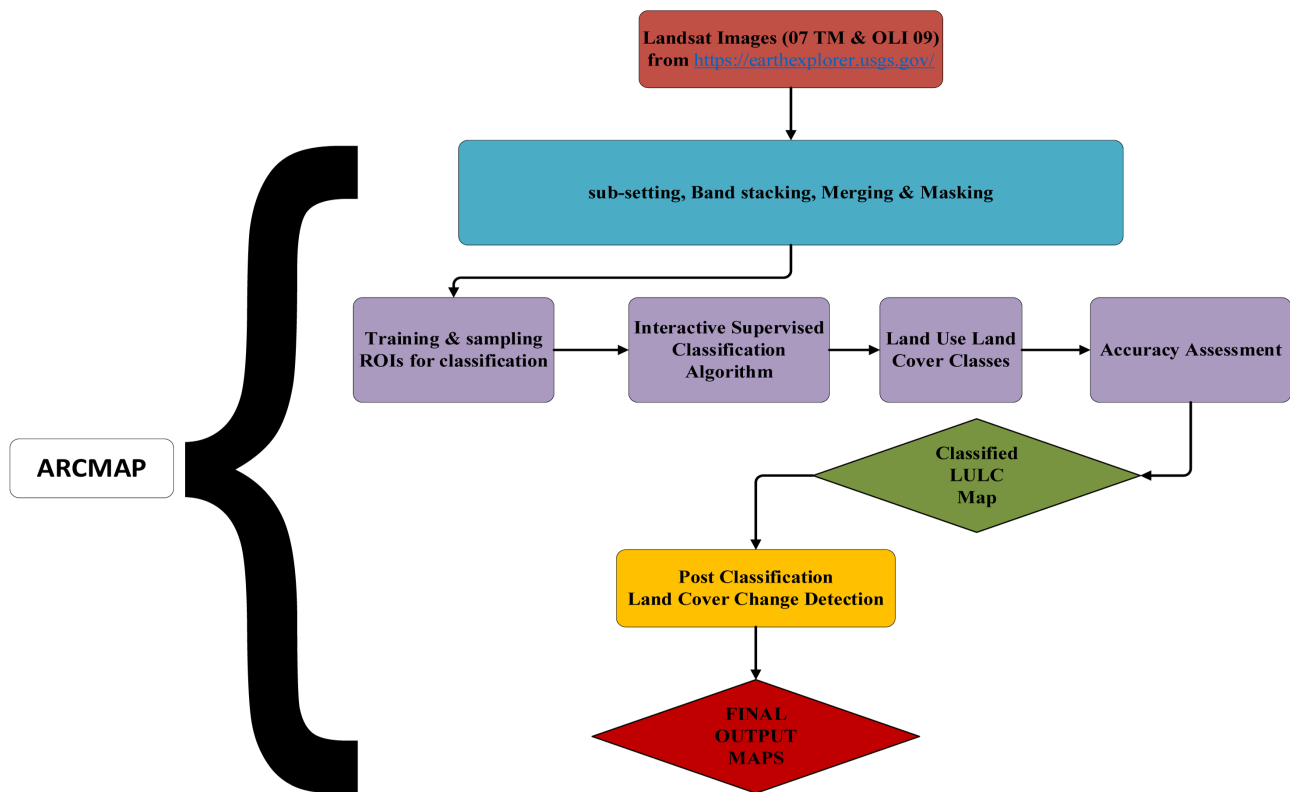 Landsat Images (07 TM & OLI 09)
from https://earthexplorer.usgs.gov/
sub-setting, Band stacking, Merging & Masking
Training & sampling
ROIs for classification
Interactive Supervised
Classification
Algorithm
Land Use Land
Cover Classes
Accuracy Assessment
ARCMAP
Classified
LULC
Map
Post Classification
Land Cover Change Detection
FINAL
OUTPUT
MAPS